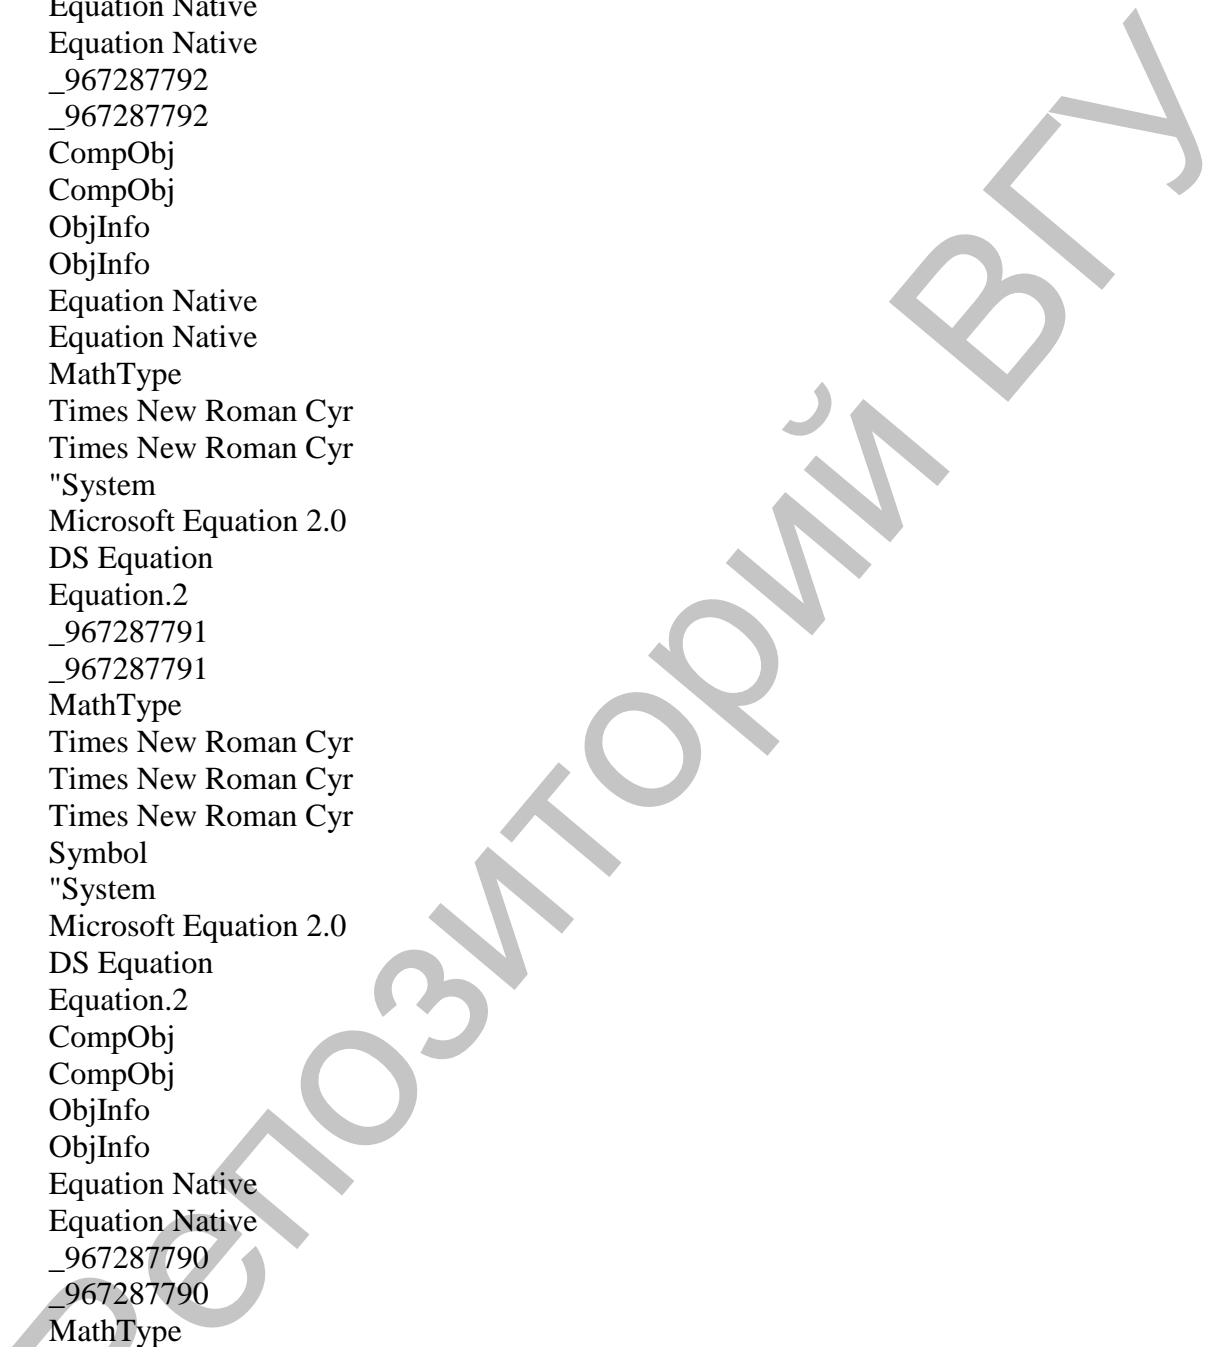 Equation Native
Equation Native
_967287792
_967287792
CompObj
CompObj
ObjInfo
ObjInfo
Equation Native
Equation Native
MathType
Times New Roman Cyr
Times New Roman Cyr
"System
Microsoft Equation 2.0
DS Equation
Equation.2
_967287791
_967287791
MathType
Times New Roman Cyr
Times New Roman Cyr
Times New Roman Cyr
Symbol
"System
Microsoft Equation 2.0
DS Equation
Equation.2
CompObj
CompObj
ObjInfo
ObjInfo
Equation Native
Equation Native
_967287790
_967287790
MathType
Репозиторий ВГУ